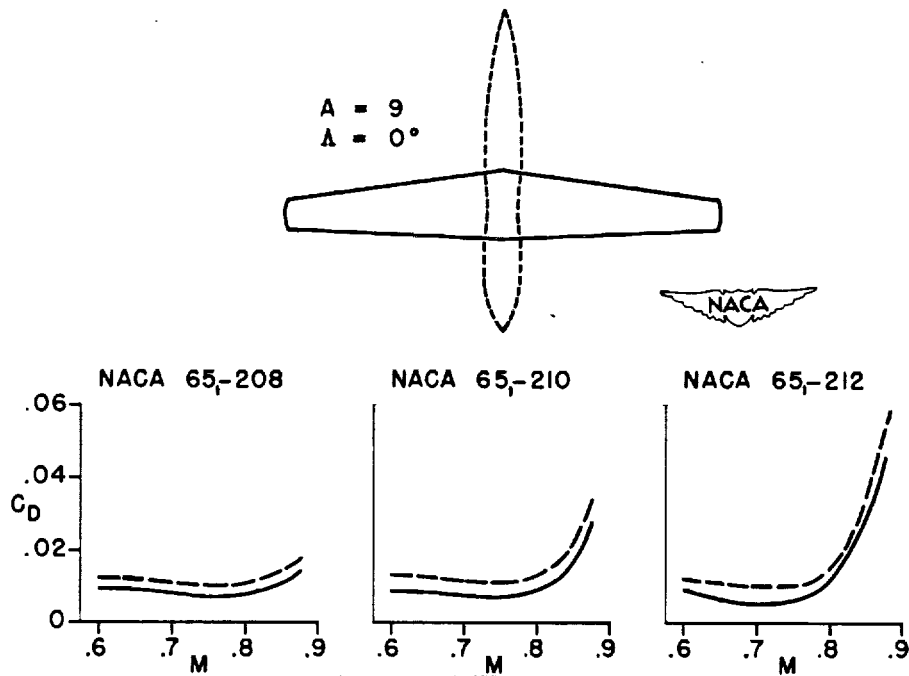 A = 9
Λ = 0°
NACA
NACA 65₁-208
NACA 65₁-210
NACA 65₁-212
.06
.04
C_D
.02
0
.6 .7 .8 .9
M
.6 .7 .8 .9
M
.6 .7 .8 .9
M